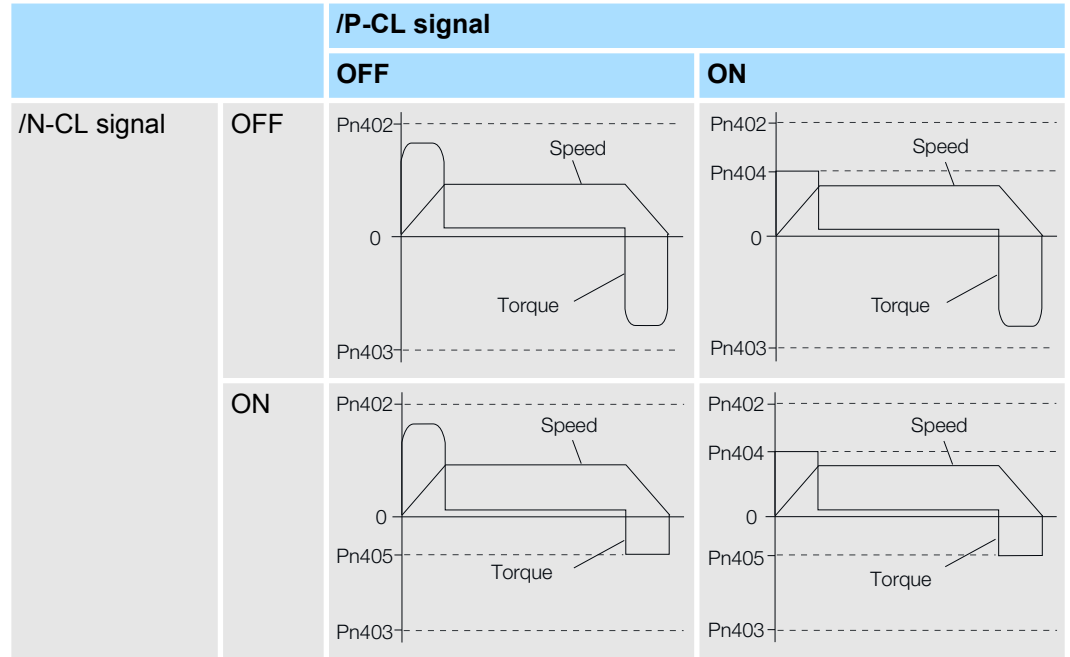 /P-CL signal
OFF ON
/N-CL signal OFF
Pn402
Speed
0
Torque
Pn403
Pn402
Speed
Pn404
0
Torque
Pn403
ON
Pn402
Speed
0
Pn405
Torque
Pn403
Pn402
Speed
Pn404
0
Pn405
Torque
Pn403